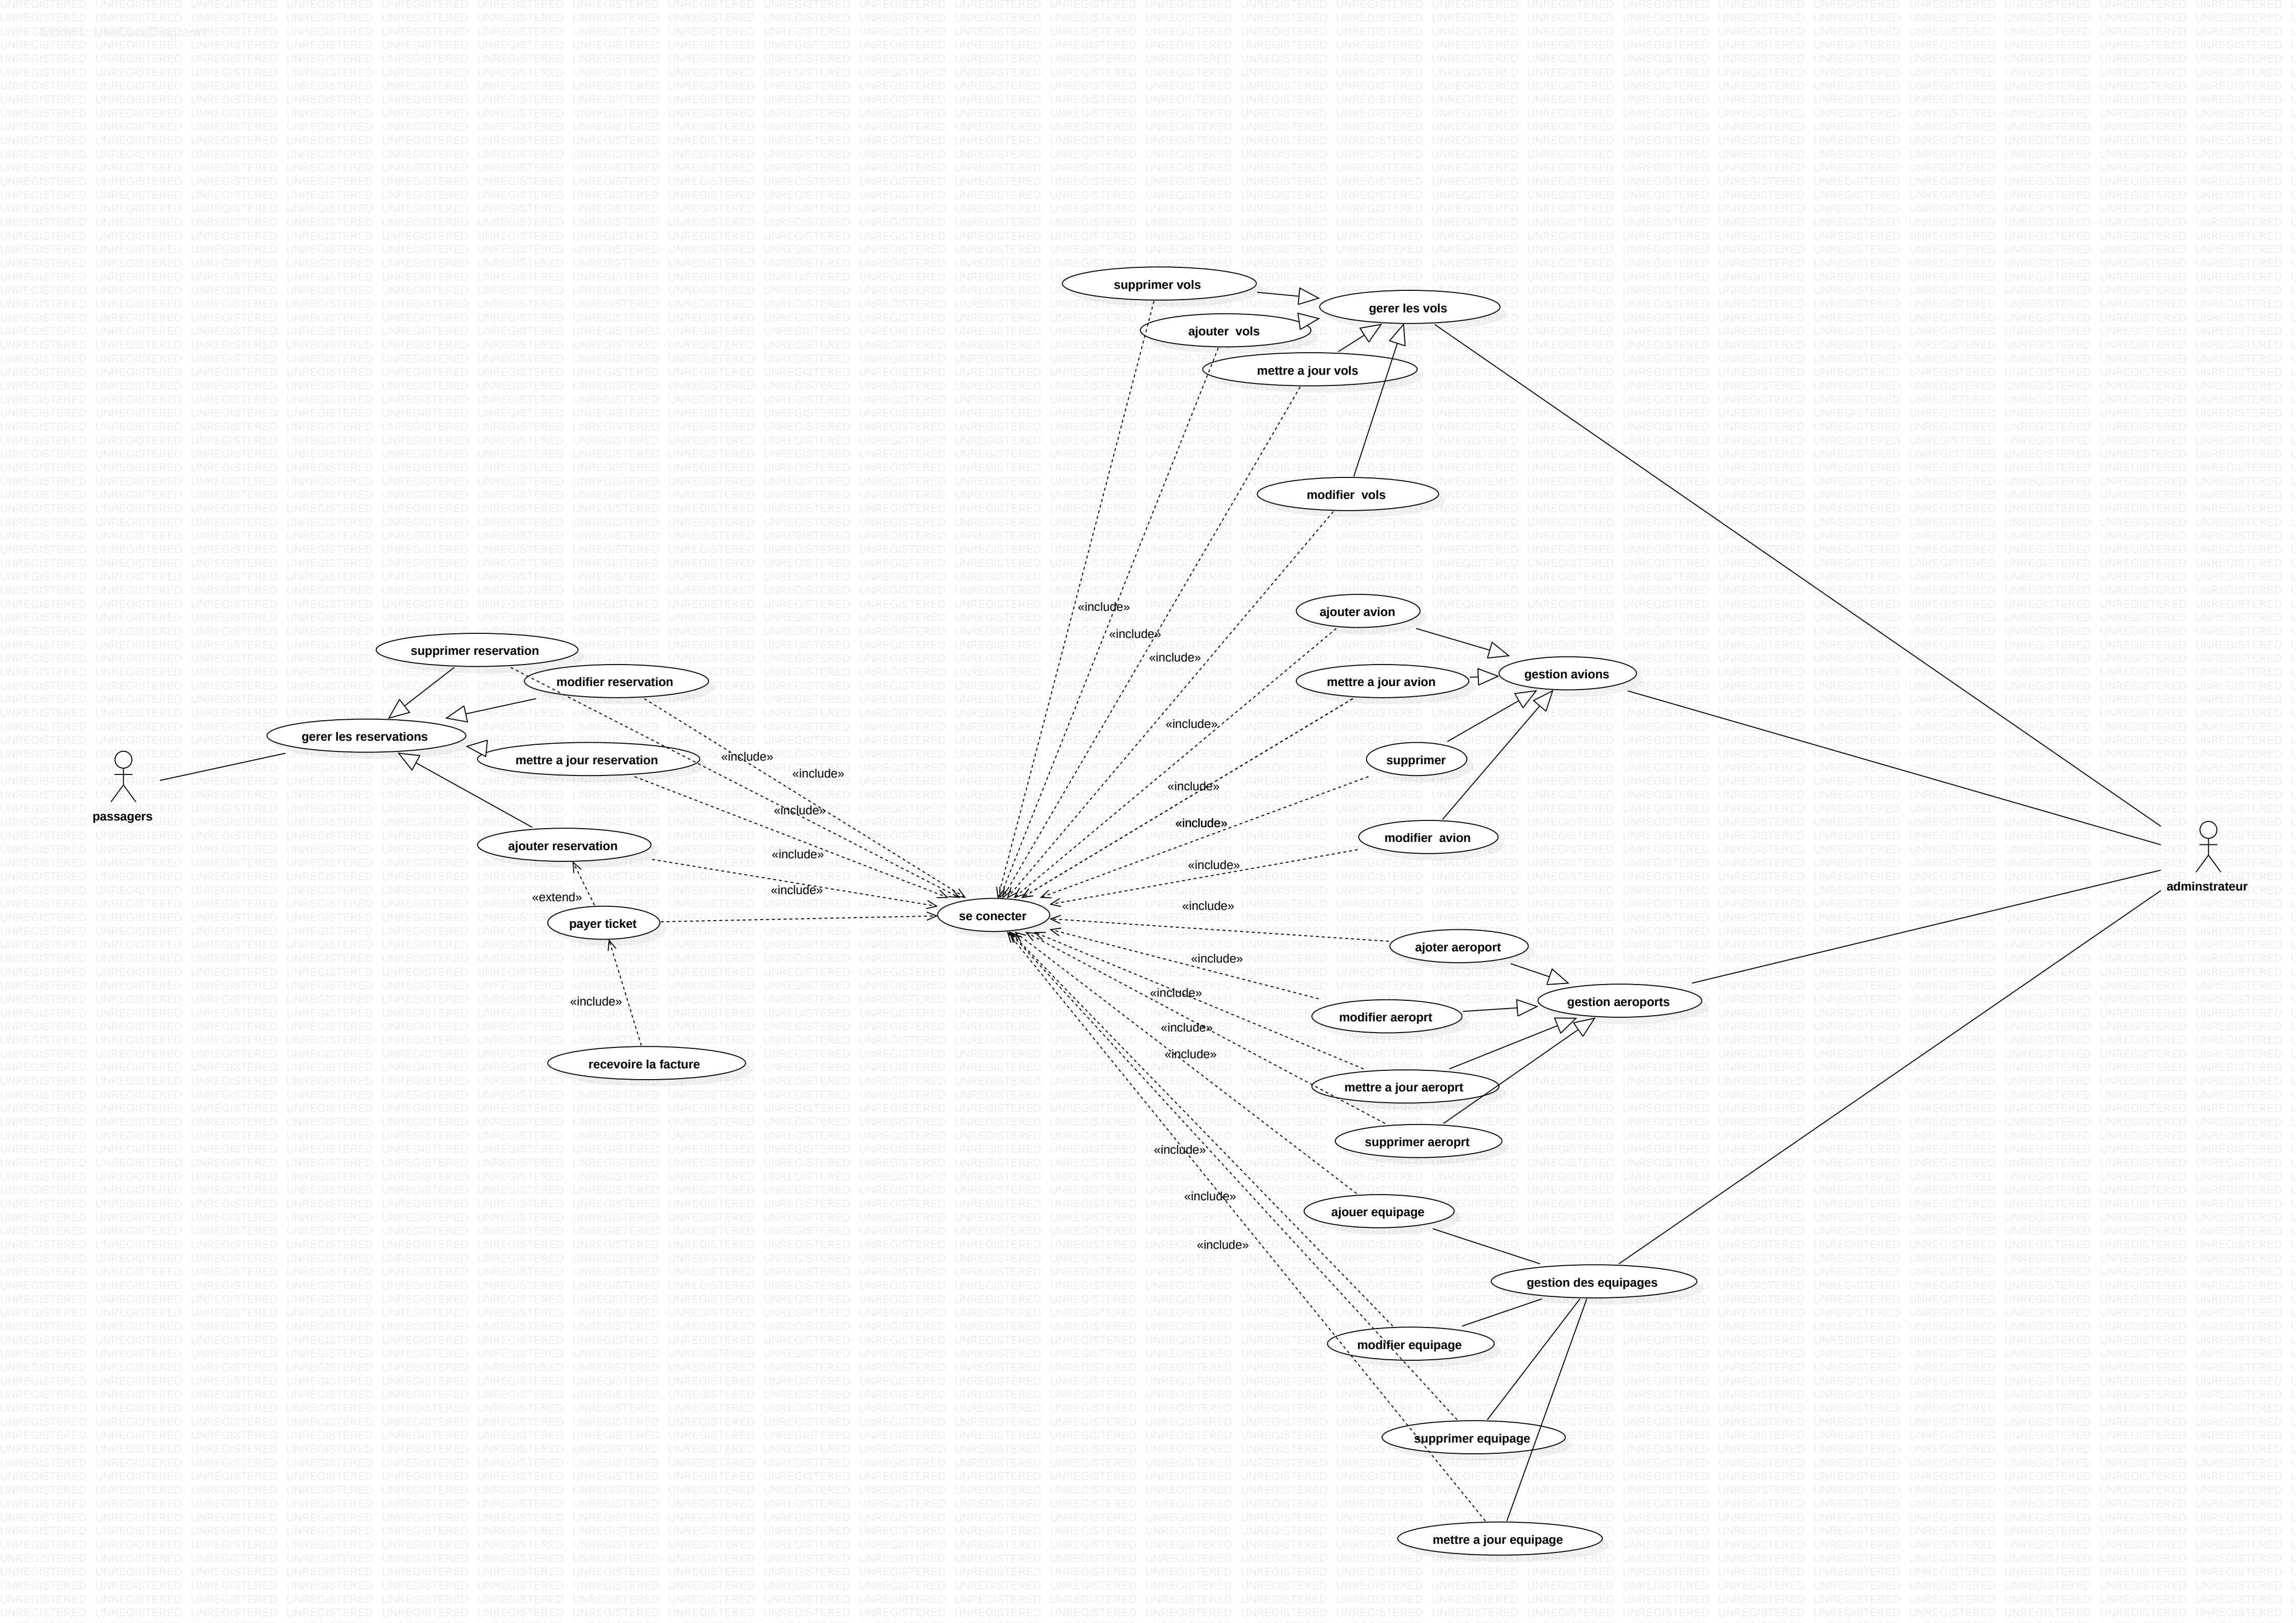 Model1::UseCaseDiagram1
supprimer vols
gerer les vols
ajouter  vols
mettre a jour vols
modifier  vols
«include»
ajouter avion
«include»
supprimer reservation
«include»
gestion avions
modifier reservation
mettre a jour avion
«include»
gerer les reservations
«include»
mettre a jour reservation
supprimer
«include»
«include»
passagers
«include»
«include»
modifier  avion
ajouter reservation
«include»
«include»
adminstrateur
«include»
«extend»
«include»
se conecter
payer ticket
ajoter aeroport
«include»
«include»
«include»
gestion aeroports
modifier aeroprt
«include»
«include»
recevoire la facture
mettre a jour aeroprt
supprimer aeroprt
«include»
«include»
ajouer equipage
«include»
gestion des equipages
modifier equipage
supprimer equipage
mettre a jour equipage